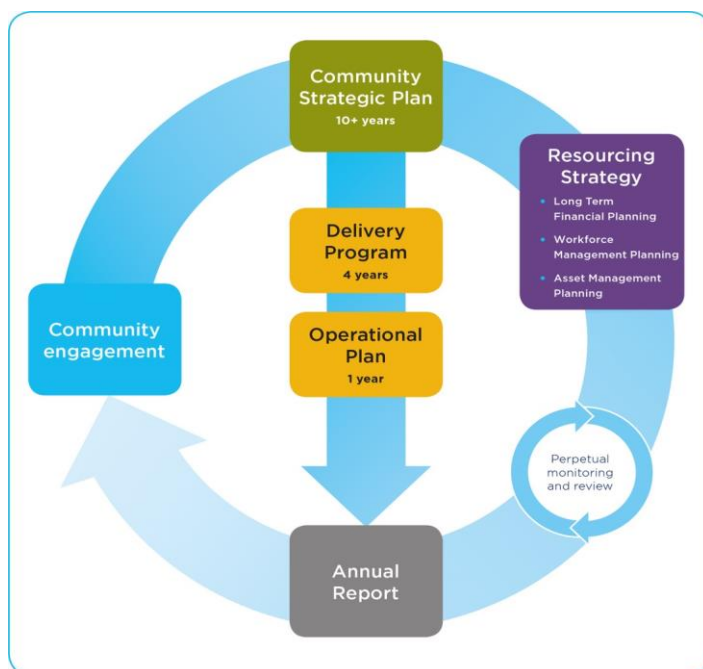 Community
Strategic Plan
10+ years
Resourcing
Strategy
• Long Term
Financial Planning
• Workforce
Management Planning
• Asset Management
Planning
Delivery
Program
4 years
Community
engagement
Operational
Plan
1 year
Perpetual
monitoring
and review
Annual
Report